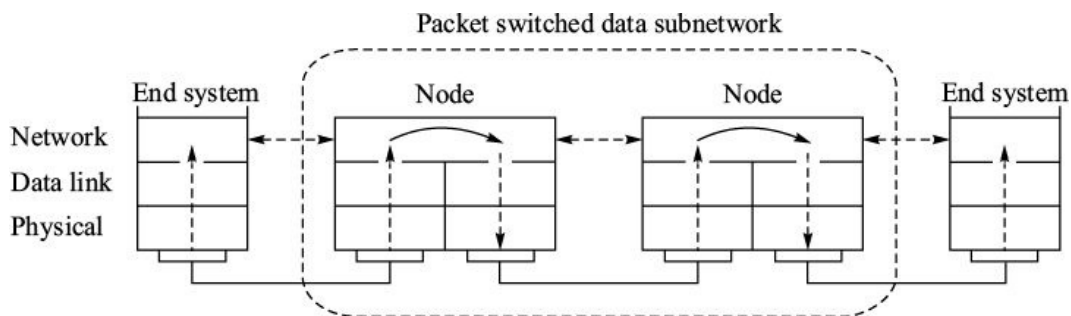 Packet switched data subnetwork
End system
Node
Node
End system
Network
Data link
Physical